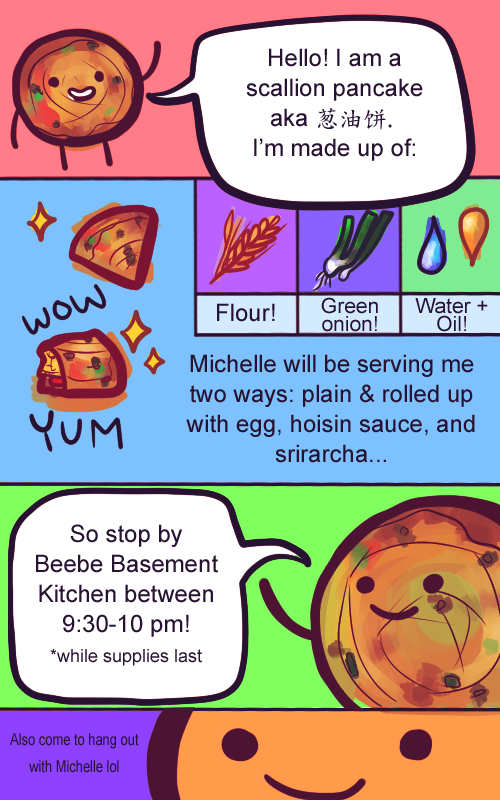 Hello! I am a
scallion pancake
aka 葱油饼.
I'm made up of:
WOW
YUM
Flour!
Green
onion!
Water +
Oil!
Michelle will be serving me
two ways: plain & rolled up
with egg, hoisin sauce, and
srirarcha...
So stop by
Beebe Basement
Kitchen between
9:30-10 pm!
*while supplies last
Also come to hang out
with Michelle lol